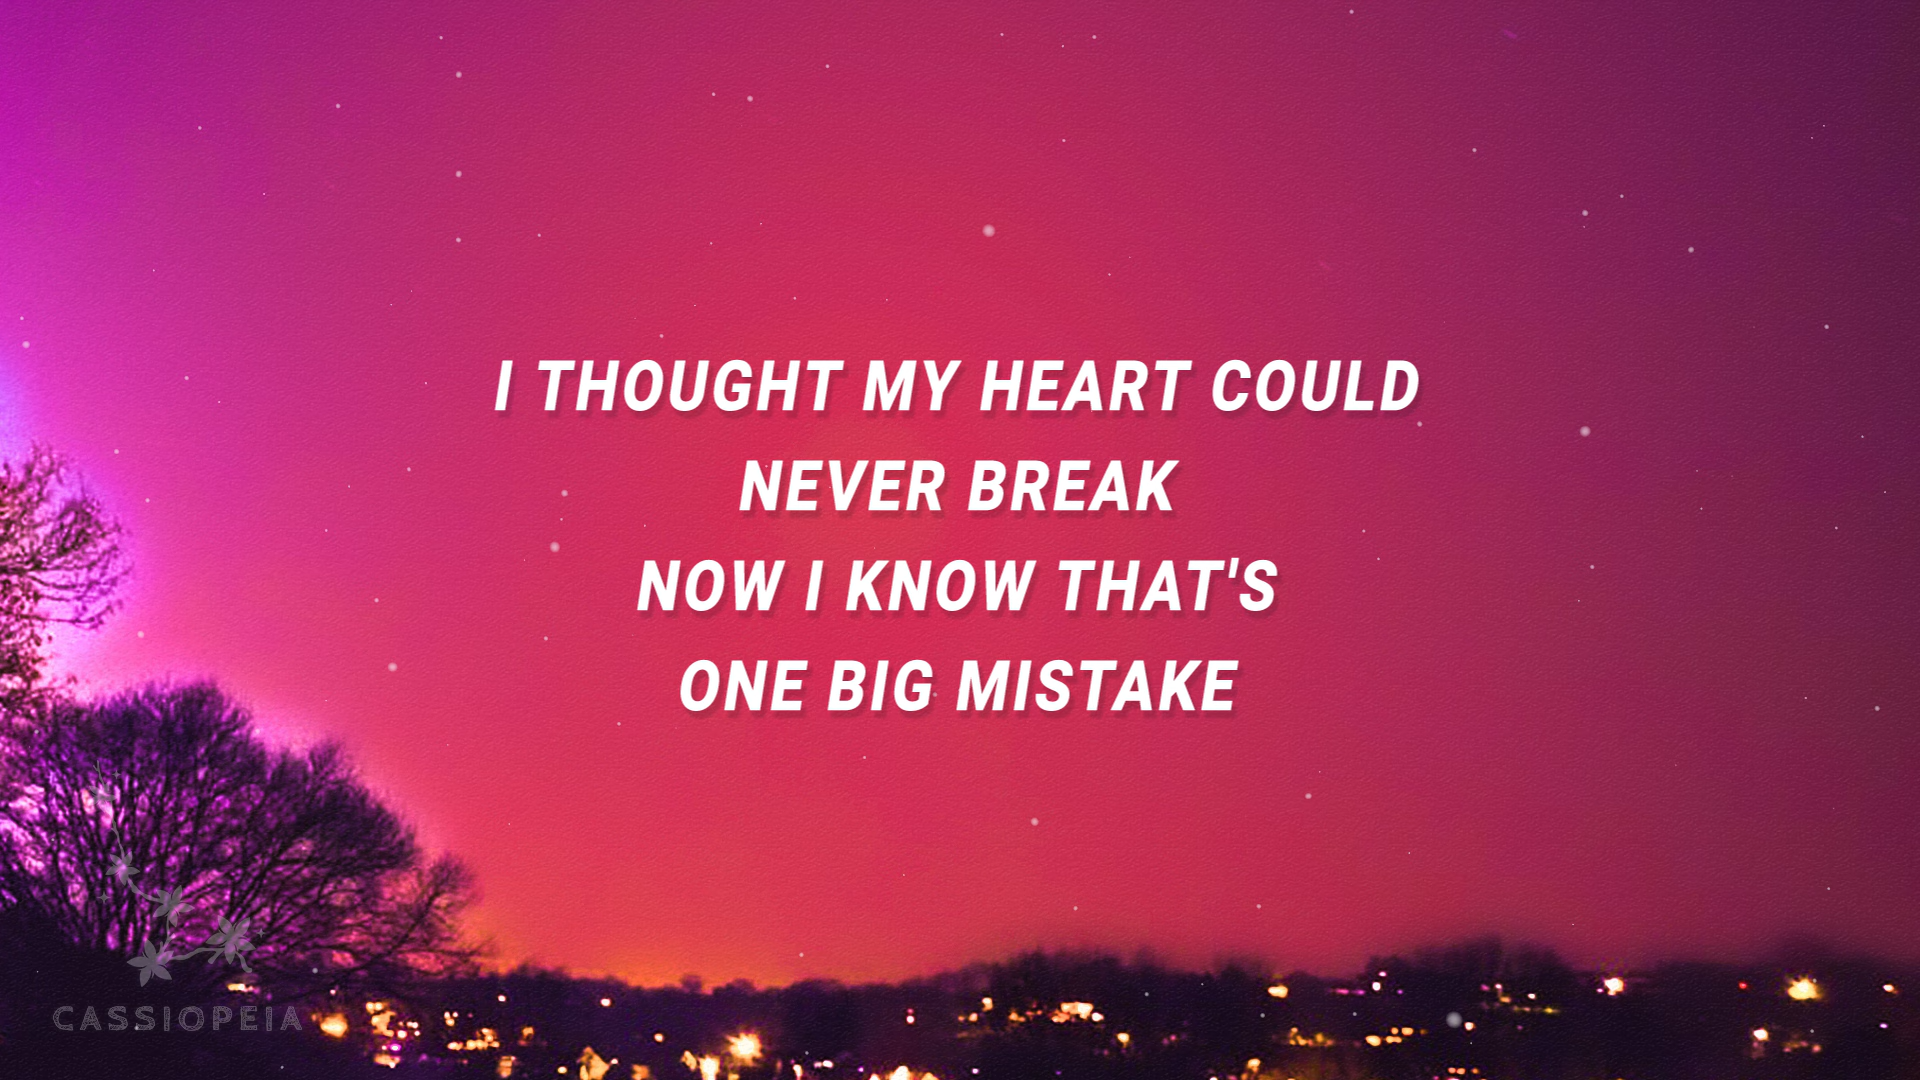 I THOUGHT MY HEART COULD
NEVER BREAK
NOW I KNOW THAT'S
ONE BIG MISTAKE
CASSIOPEIA